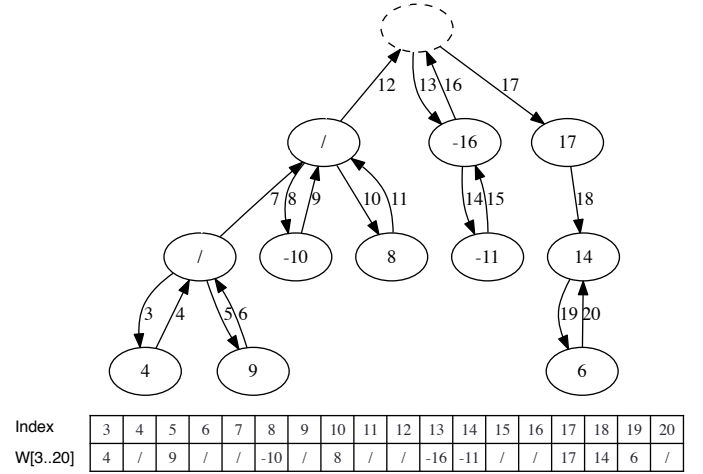 12 13 16 17
/ -16 17
7 8 9 10 11 14 15 18
/ -10 8 -11 14
3 4 5 6 19 20
4 9 6
Index 3 4 5 6 7 8 9 10 11 12 13 14 15 16 17 18 19 20
W[3..20] 4 / 9 / / -10 / 8 / / -16 -11 / / 17 14 6 /